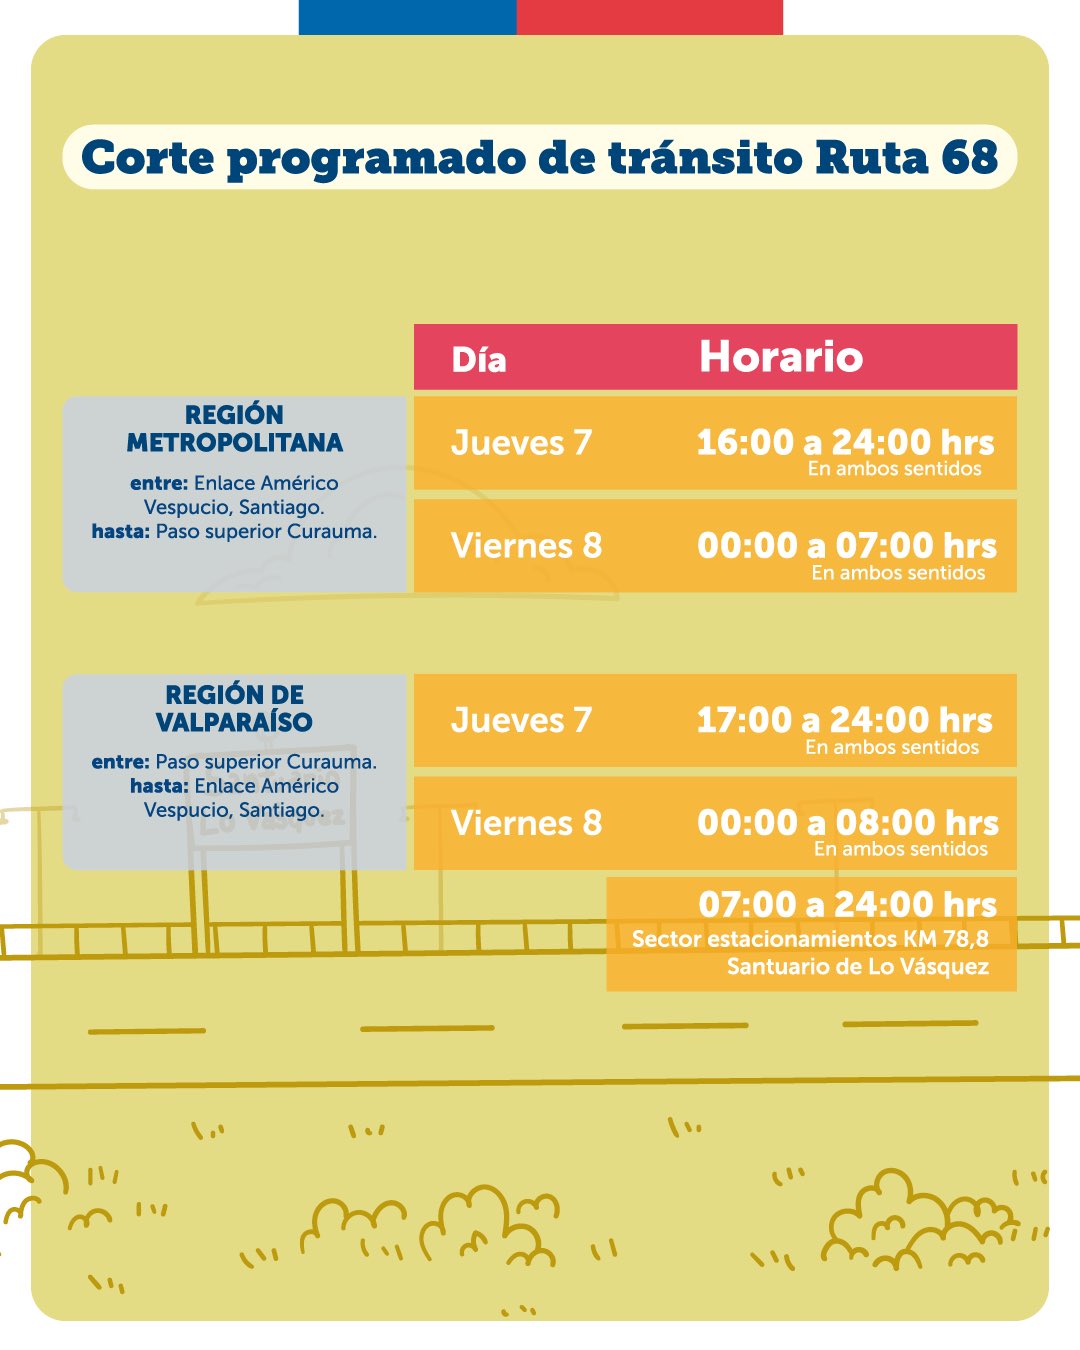 Corte programado de tránsito Ruta 68
Día Horario
REGIÓN
METROPOLITANA
entre: Enlace Américo
Vespucio, Santiago.
hasta: Paso superior Curauma.
Jueves 7 16:00 a 24:00 hrs
En ambos sentidos
Viernes 8 00:00 a 07:00 hrs
En ambos sentidos
REGIÓN DE
VALPARAÍSO
entre: Paso superior Curauma.
hasta: Enlace Américo
Vespucio, Santiago.
Santuario
Lo Vásquez
Jueves 7 17:00 a 24:00 hrs
En ambos sentidos
Viernes 8 00:00 a 08:00 hrs
En ambos sentidos
07:00 a 24:00 hrs
Sector estacionamientos KM 78,8
Santuario de Lo Vásquez